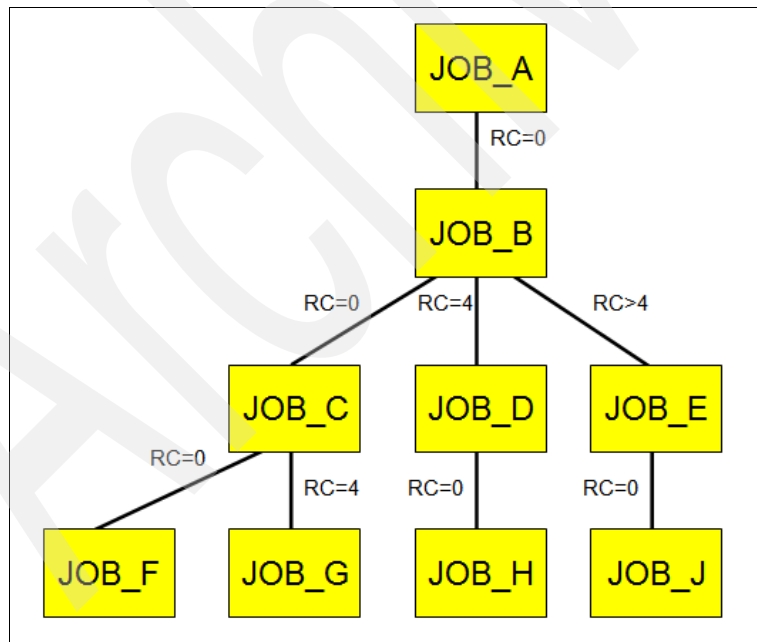 JOB_A
RC=0
JOB_B
RC=0
RC=4
RC>4
JOB_C
JOB_D
JOB_E
RC=0
RC=4
RC=0
RC=0
JOB_F
JOB_G
JOB_H
JOB_J